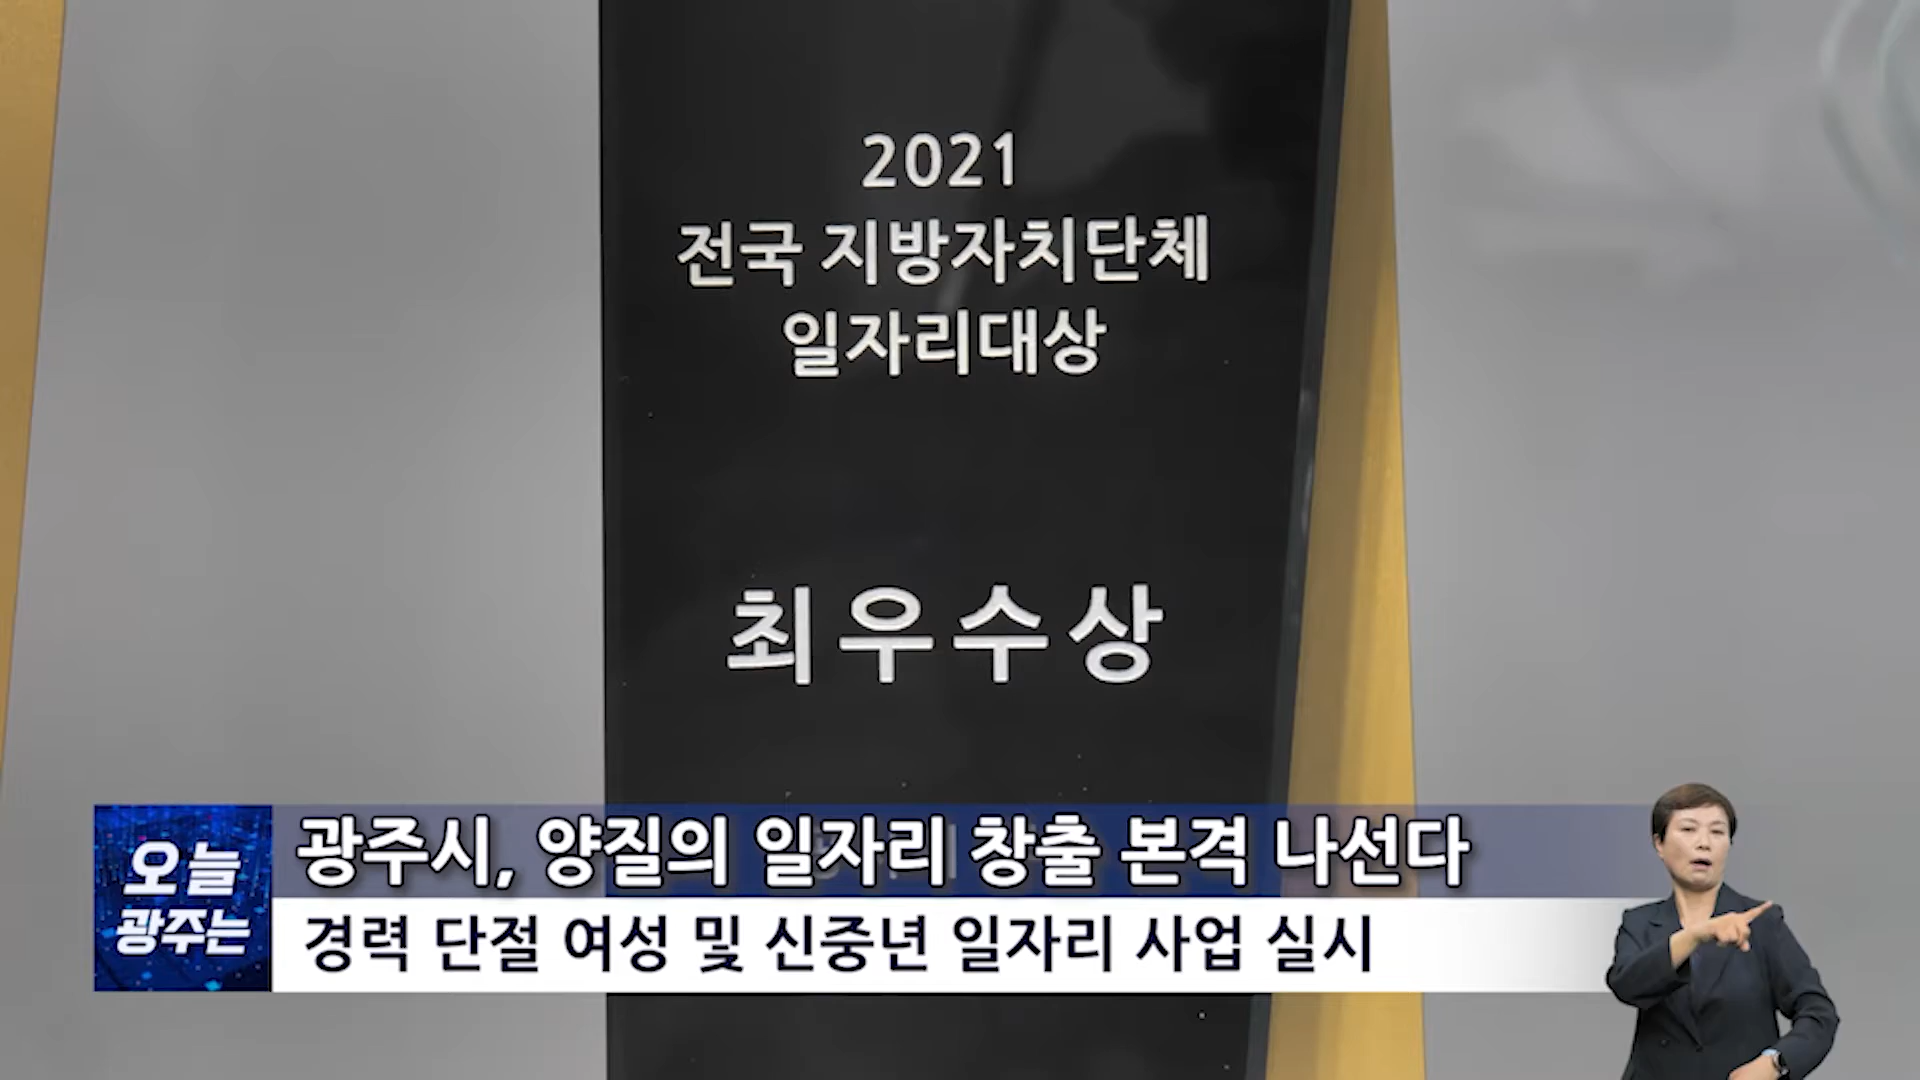 2021
전국 지방자치단체
일자리대상
최우수상
오늘
광주는
광주시, 양질의 일자리 창출 본격 나선다
경력 단절 여성 및 신중년 일자리 사업 실시